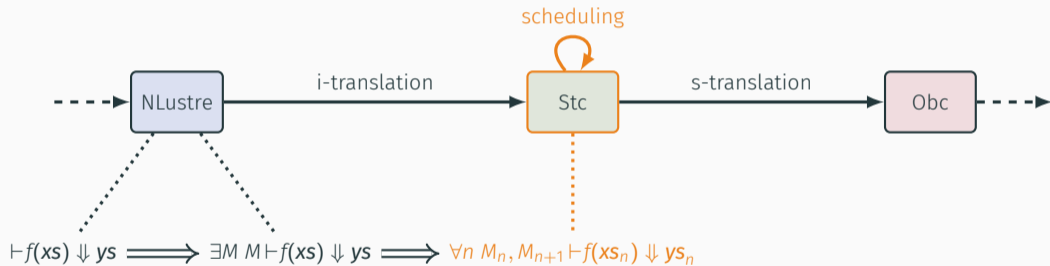 scheduling
i-translation s-translation
NLustre Stc Obc
⊢f(xs) ⇓ ys ⟹ ∃M M⊢f(xs) ⇓ ys ⟹ ∀n Mₙ, Mₙ₊₁ ⊢f(xsₙ) ⇓ ysₙ